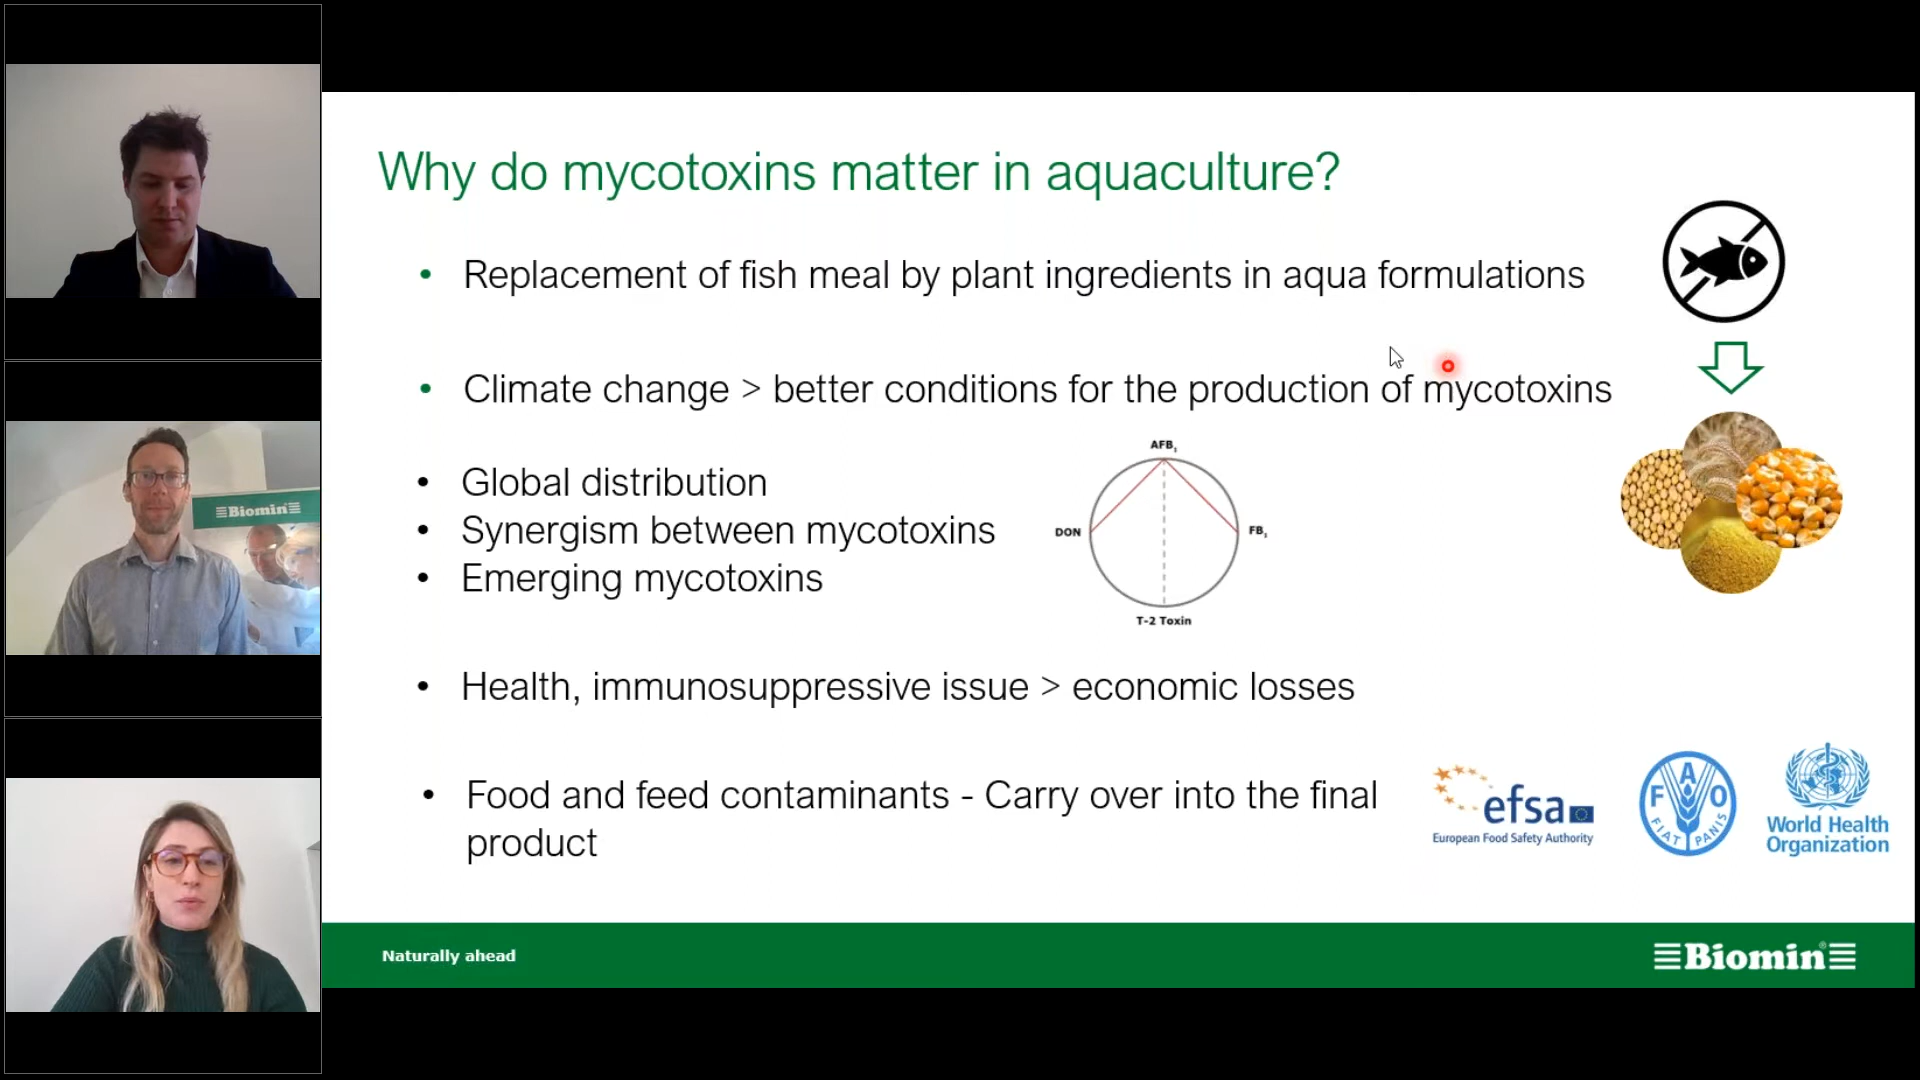 Why do mycotoxins matter in aquaculture?
• Replacement of fish meal by plant ingredients in aqua formulations
• Climate change > better conditions for the production of mycotoxins
• Global distribution
• Synergism between mycotoxins
• Emerging mycotoxins
AFB₁
DON
FB₁
T-2 Toxin
• Health, immunosuppressive issue > economic losses
• Food and feed contaminants - Carry over into the final
product
efsa
European Food Safety Authority
F A O
FIAT PANIS
World Health
Organization
Naturally ahead
Biomin®
Biomin